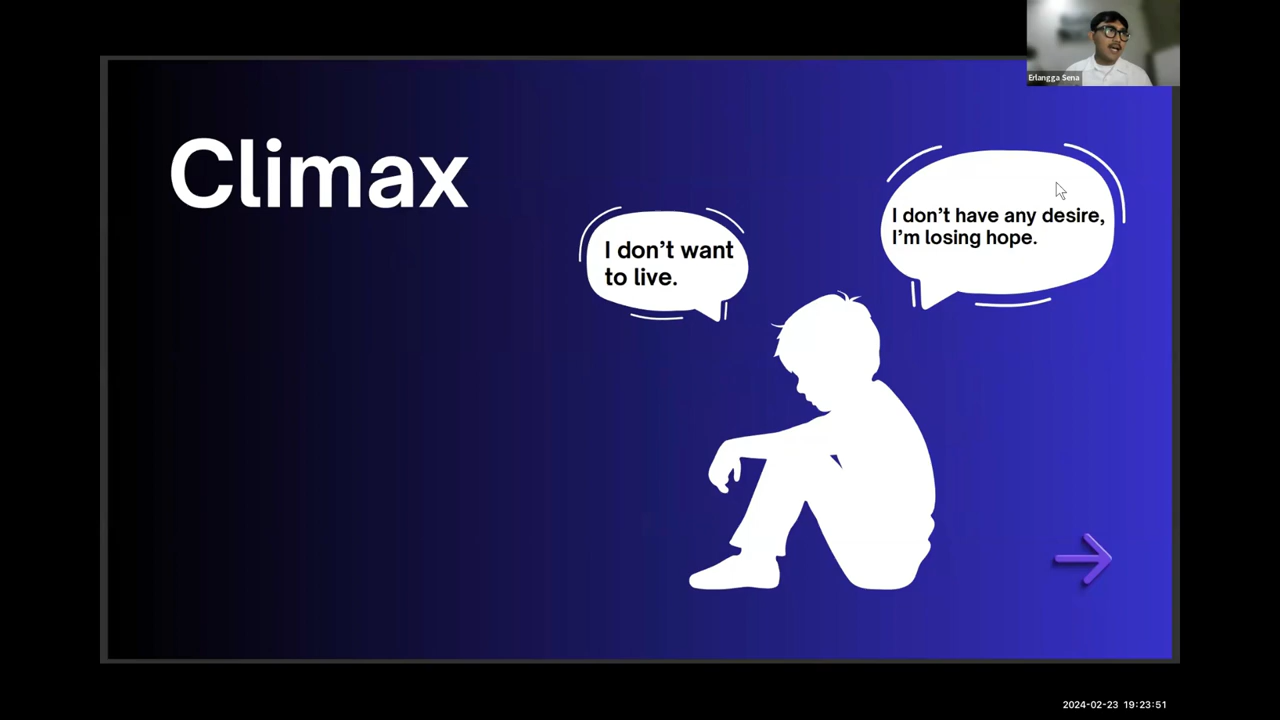 Erlangga Sena
Climax
I don't want
to live.
I don't have any desire,
I'm losing hope.
2024-02-23 19:23:51